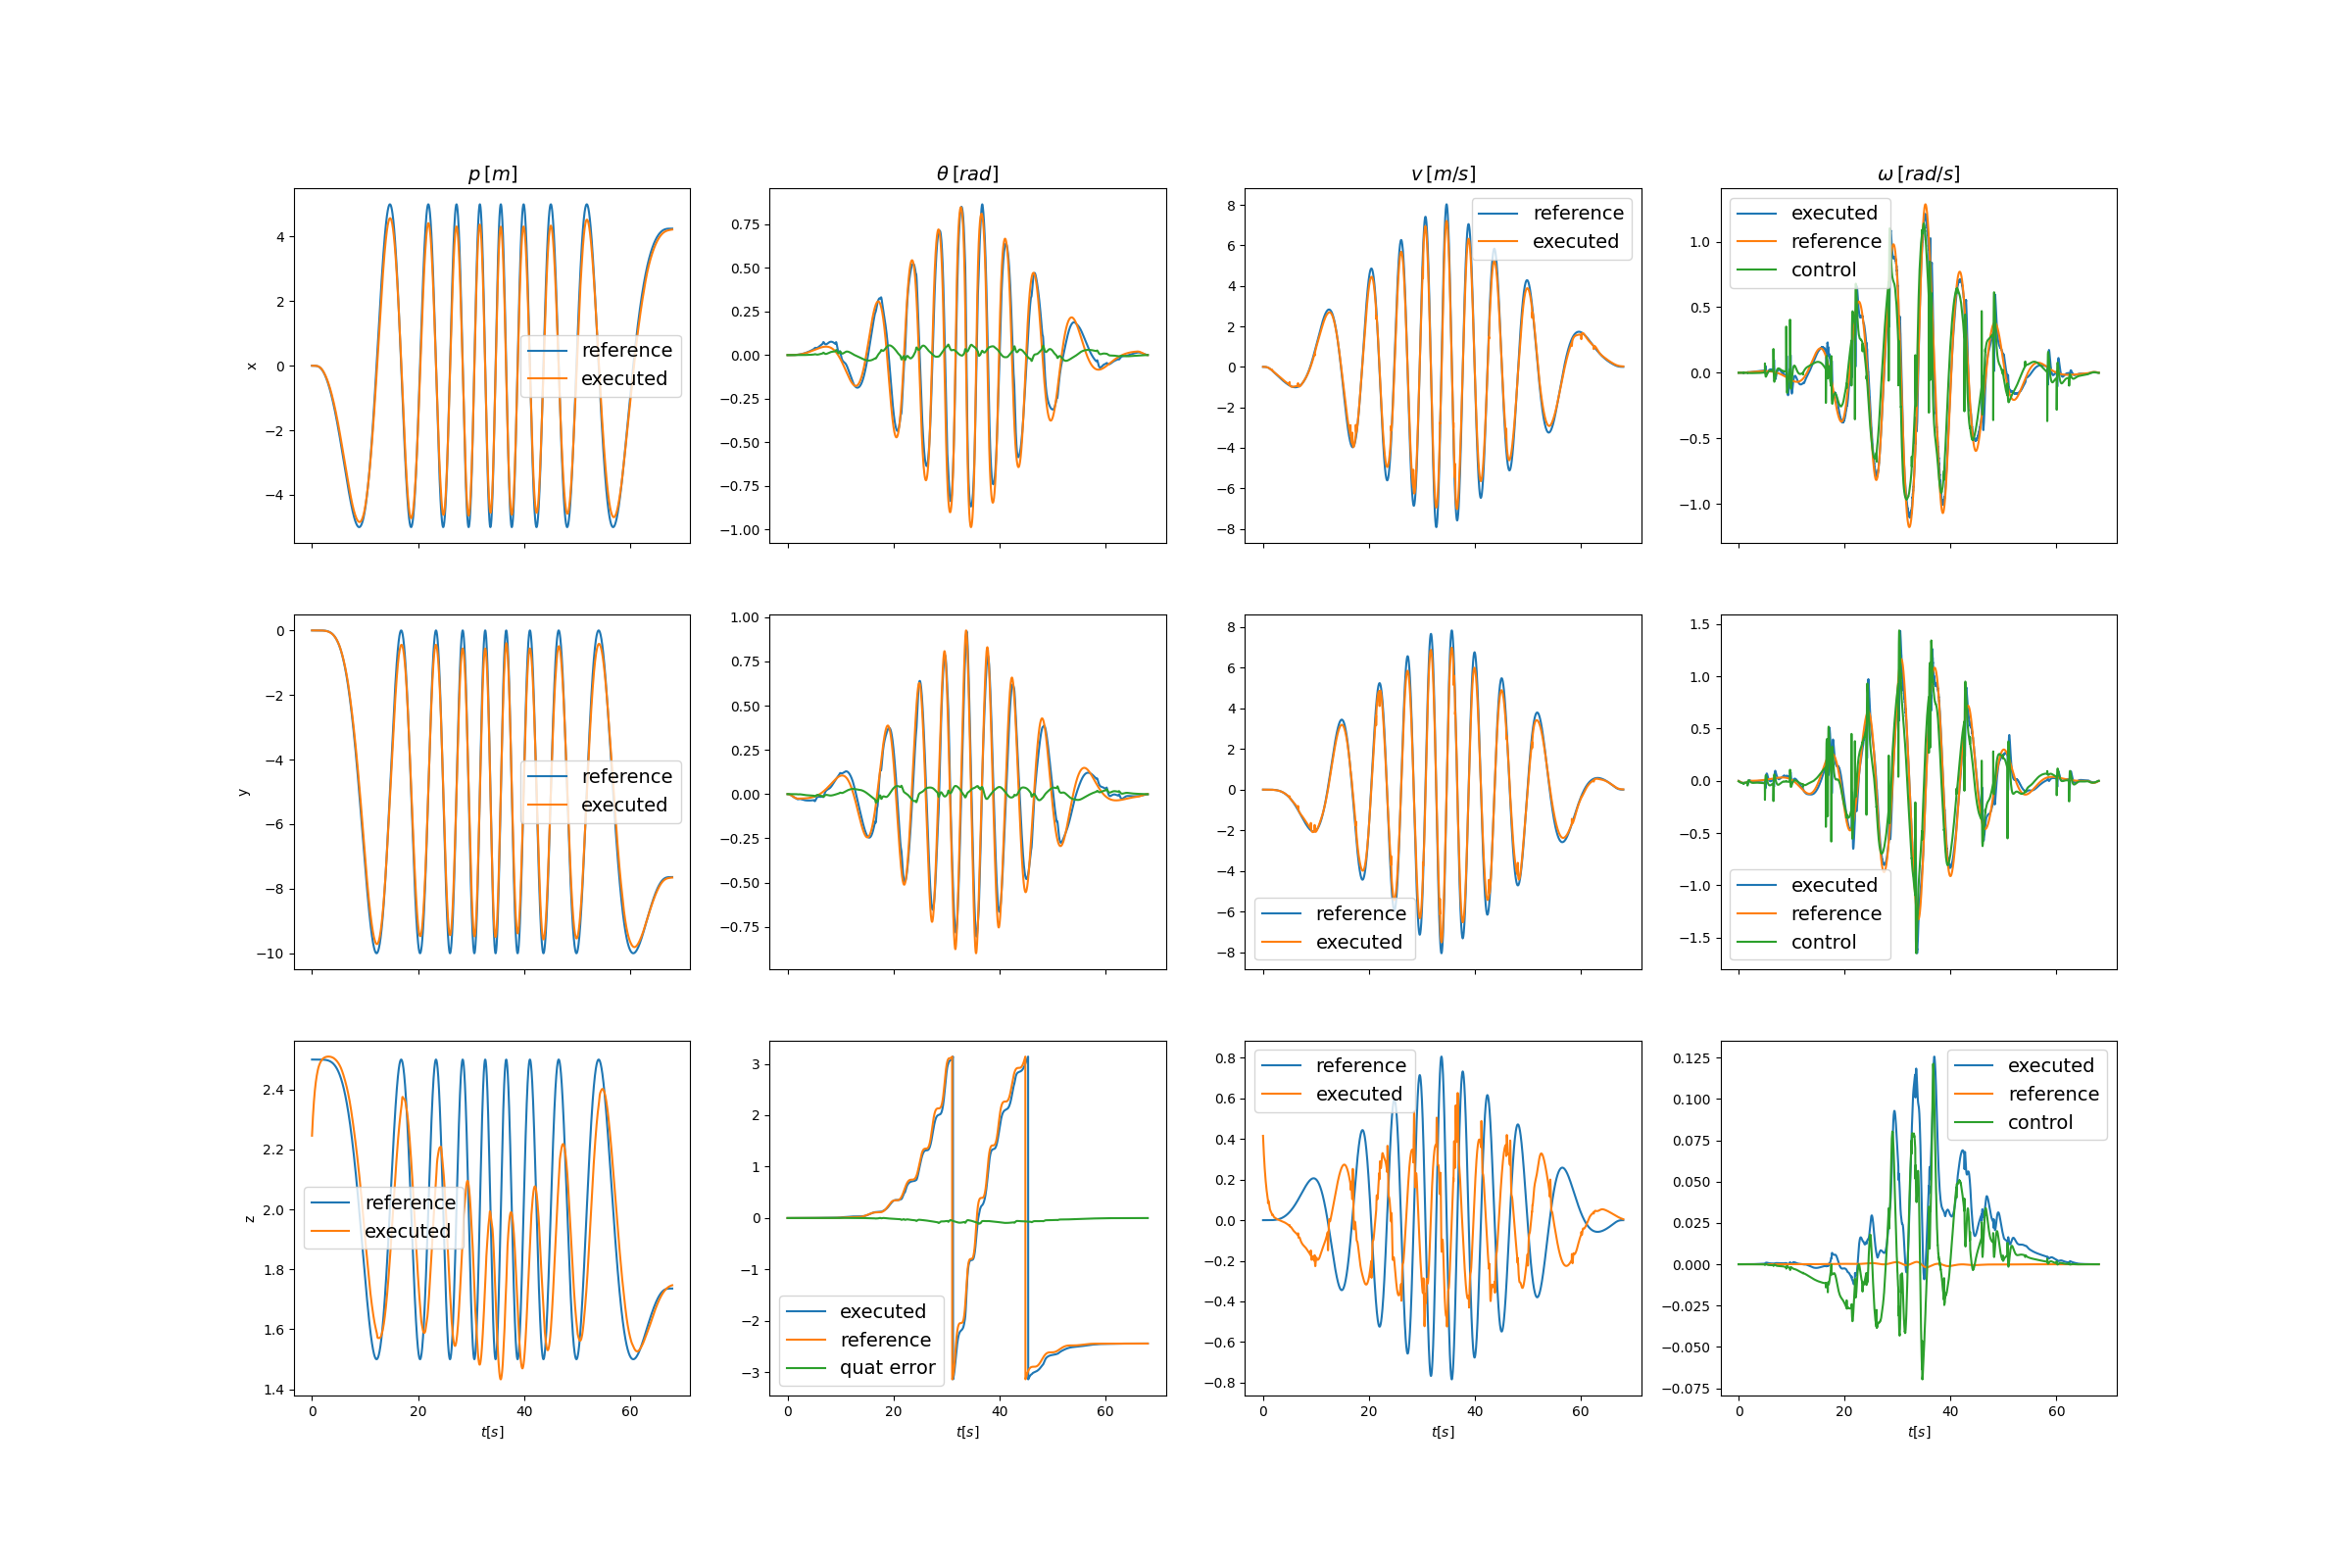 p [m]
θ [rad]
v [m/s]
ω [rad/s]
x
4
2
0
−2
−4
reference
executed
0.75
0.50
0.25
0.00
−0.25
−0.50
−0.75
−1.00
8
6
4
2
0
−2
−4
−6
−8
reference
executed
1.0
0.5
0.0
−0.5
−1.0
executed
reference
control
y
0
−2
−4
−6
−8
−10
reference
executed
1.00
0.75
0.50
0.25
0.00
−0.25
−0.50
−0.75
8
6
4
2
0
−2
−4
−6
−8
reference
executed
1.5
1.0
0.5
0.0
−0.5
−1.0
−1.5
executed
reference
control
z
2.4
2.2
2.0
1.8
1.6
1.4
reference
executed
0 20 40 60
t[s]
3
2
1
0
−1
−2
−3
executed
reference
quat error
0 20 40 60
t[s]
0.8
0.6
0.4
0.2
0.0
−0.2
−0.4
−0.6
−0.8
reference
executed
0 20 40 60
t[s]
0.125
0.100
0.075
0.050
0.025
0.000
−0.025
−0.050
−0.075
executed
reference
control
0 20 40 60
t[s]